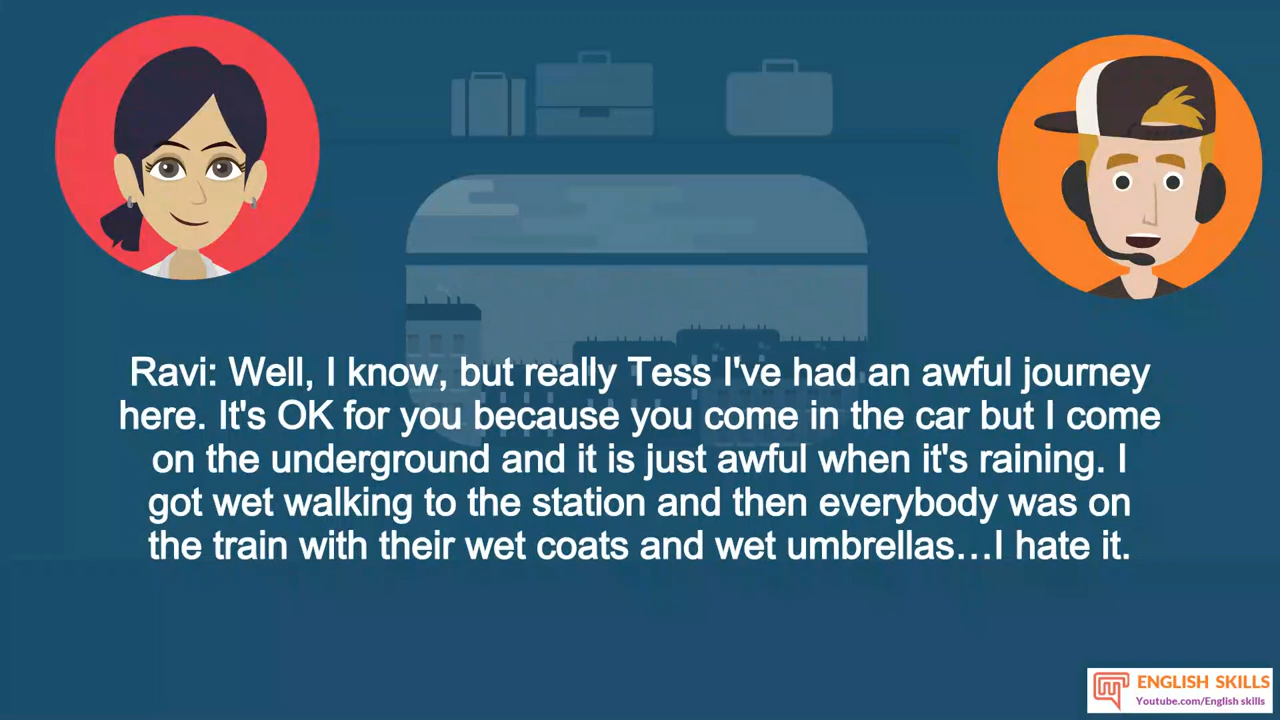 Ravi: Well, I know, but really Tess I've had an awful journey
here. It's OK for you because you come in the car but I come
on the underground and it is just awful when it's raining. I
got wet walking to the station and then everybody was on
the train with their wet coats and wet umbrellas…I hate it.
ENGLISH SKILLS
Youtube.com/English skills